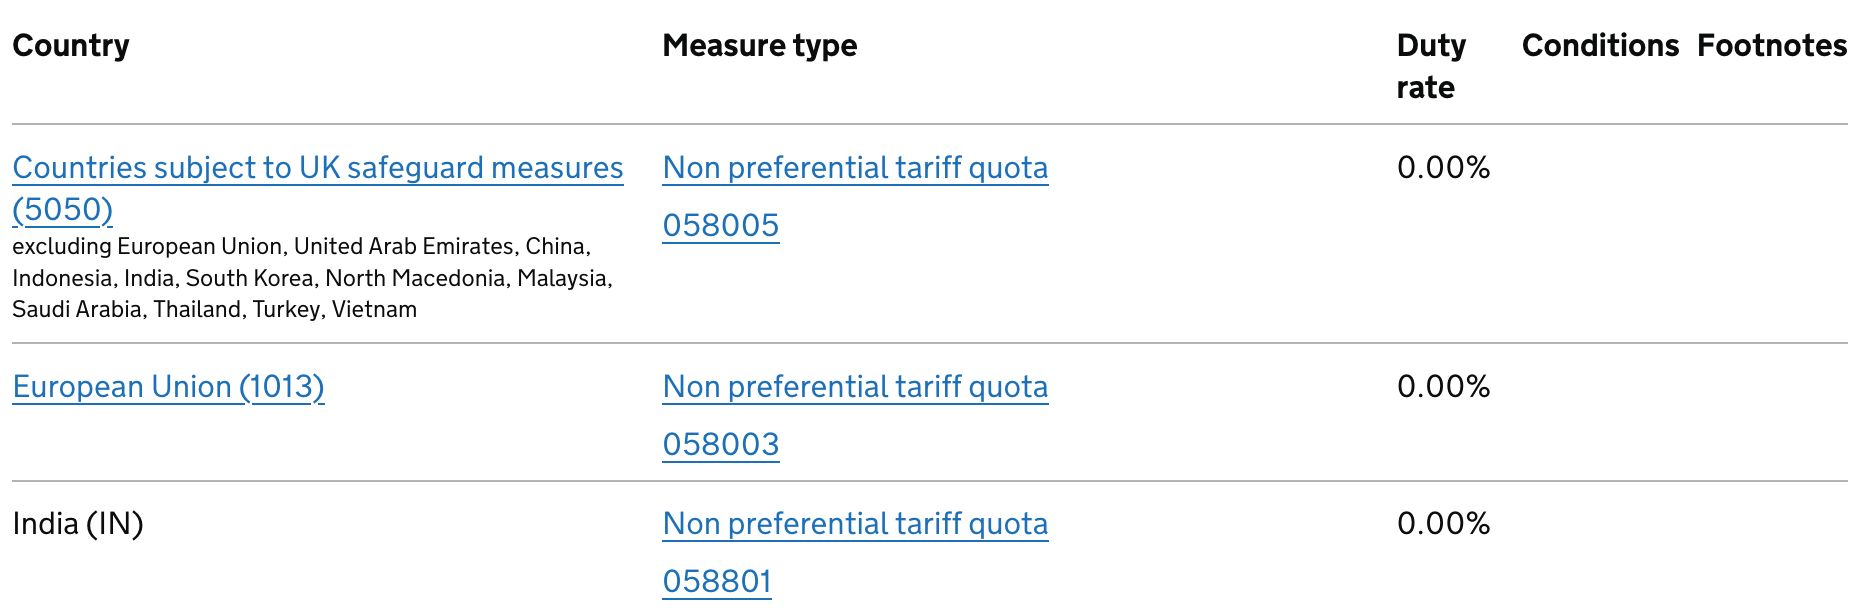 Country Measure type Duty rate Conditions Footnotes
Countries subject to UK safeguard measures
(5050)
excluding European Union, United Arab Emirates, China,
Indonesia, India, South Korea, North Macedonia, Malaysia,
Saudi Arabia, Thailand, Turkey, Vietnam
Non preferential tariff quota
058005
0.00%
European Union (1013)
Non preferential tariff quota
058003
0.00%
India (IN)
Non preferential tariff quota
058801
0.00%